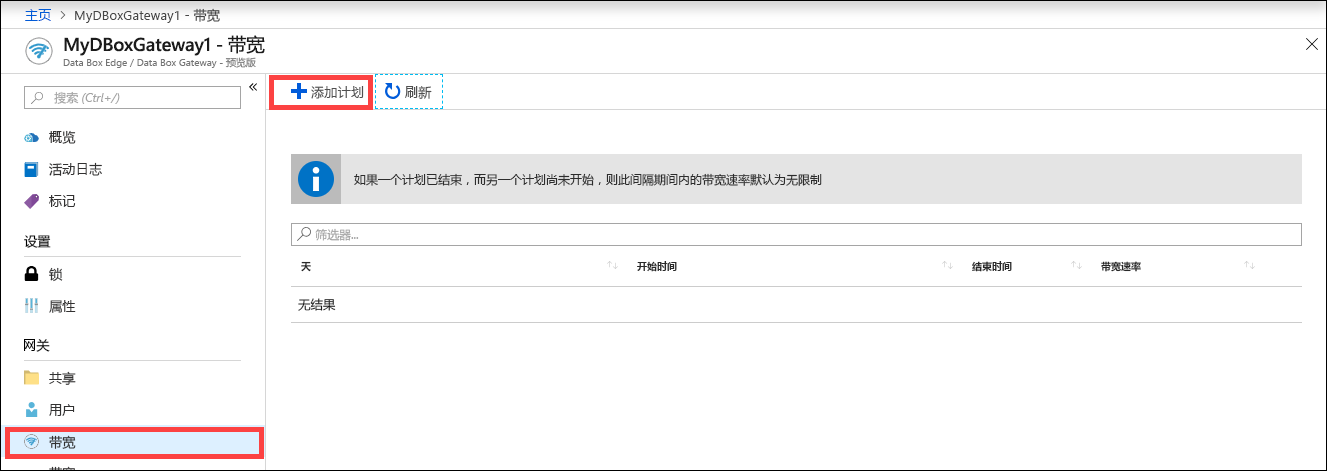 主页 > MyDBoxGateway1 - 带宽
MyDBoxGateway1 - 带宽
Data Box Edge / Data Box Gateway - 预览版
搜索 (Ctrl+/)
概览
活动日志
标记
设置
锁
属性
网关
共享
用户
带宽
添加计划 刷新
如果一个计划已结束，而另一个计划尚未开始，则此间隔期间内的带宽速率默认为无限制
筛选器...
天 开始时间 结束时间 带宽速率
无结果